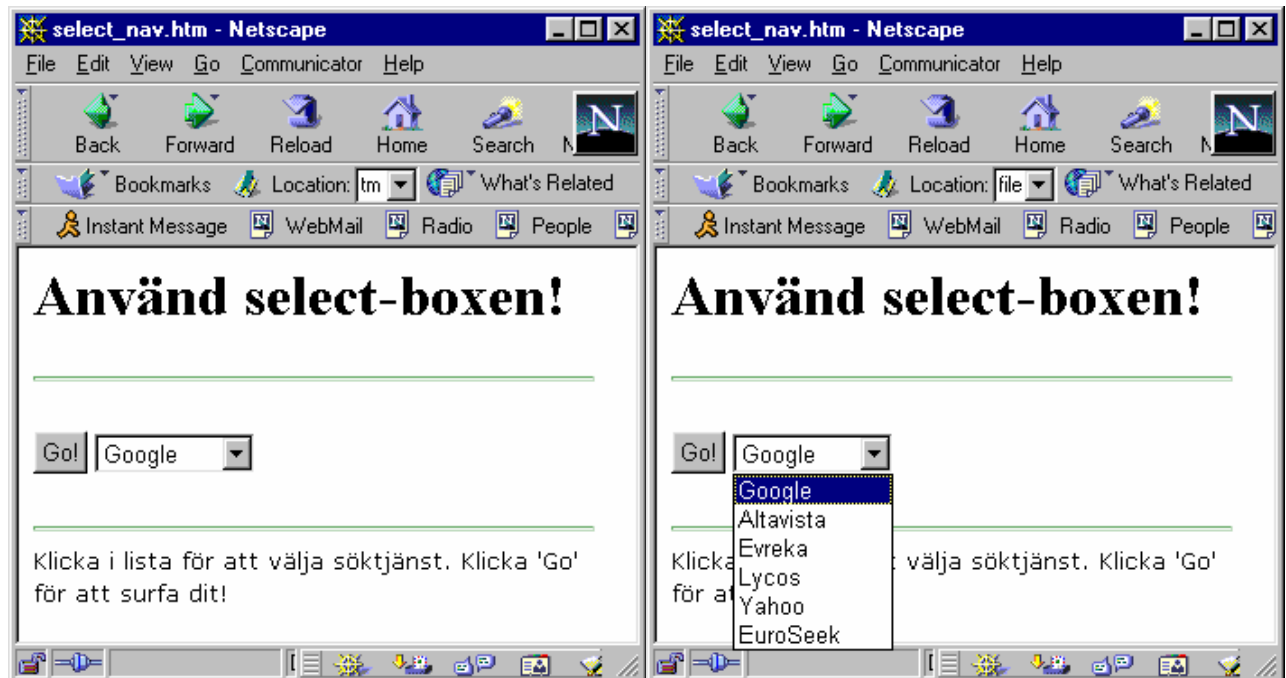 select_nav.htm - Netscape
File Edit View Go Communicator Help
Back Forward Reload Home Search N
Bookmarks Location: tm What's Related
Instant Message WebMail Radio People
Använd select-boxen!
Go! Google
Klicka i lista för att välja söktjänst. Klicka 'Go'
för att surfa dit!
select_nav.htm - Netscape
File Edit View Go Communicator Help
Back Forward Reload Home Search N
Bookmarks Location: file What's Related
Instant Message WebMail Radio People
Använd select-boxen!
Go! Google
Google
Altavista
Evreka
Lycos
Yahoo
EuroSeek
Klicka välja söktjänst. Klicka 'Go'
för at